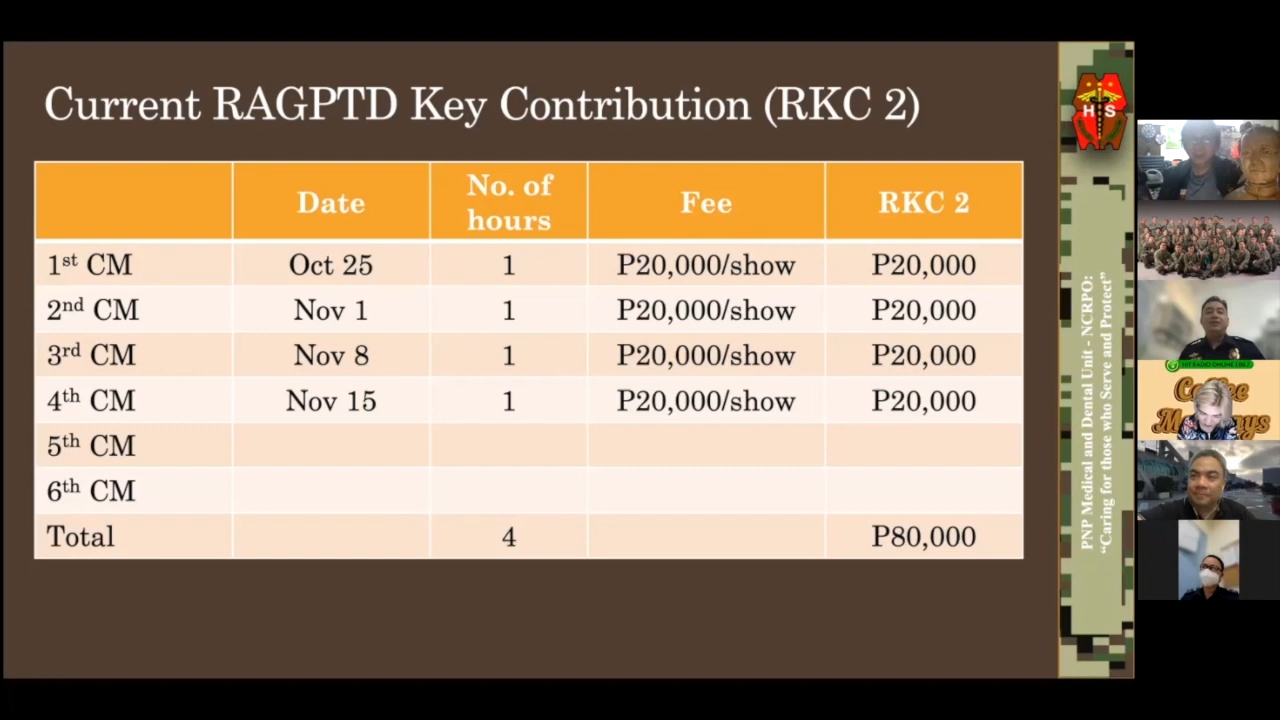 Current RAGPTD Key Contribution (RKC 2)
Date No. of hours Fee RKC 2
1st CM Oct 25 1 P20,000/show P20,000
2nd CM Nov 1 1 P20,000/show P20,000
3rd CM Nov 8 1 P20,000/show P20,000
4th CM Nov 15 1 P20,000/show P20,000
5th CM
6th CM
Total 4 P80,000
H S
PNP Medical and Dental Unit - NCRPO:
“Caring for those who Serve and Protect”